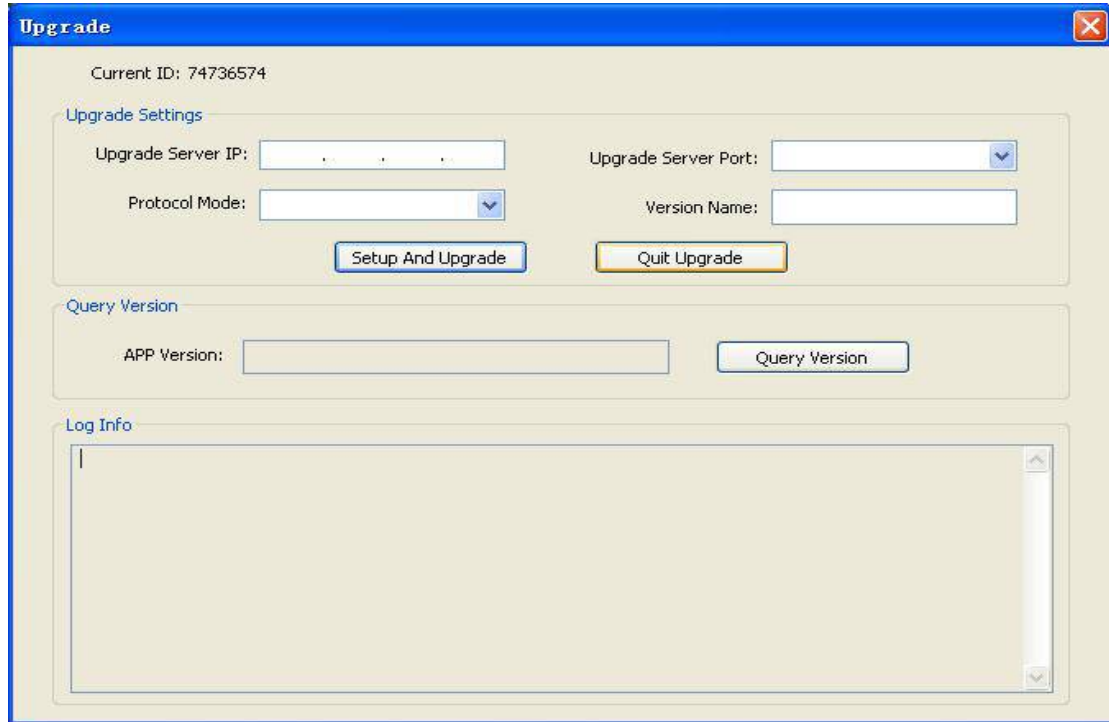 Upgrade
Current ID: 74736574
Upgrade Settings
Upgrade Server IP: . . .
Upgrade Server Port:
Protocol Mode:
Version Name:
Setup And Upgrade
Quit Upgrade
Query Version
APP Version:
Query Version
Log Info